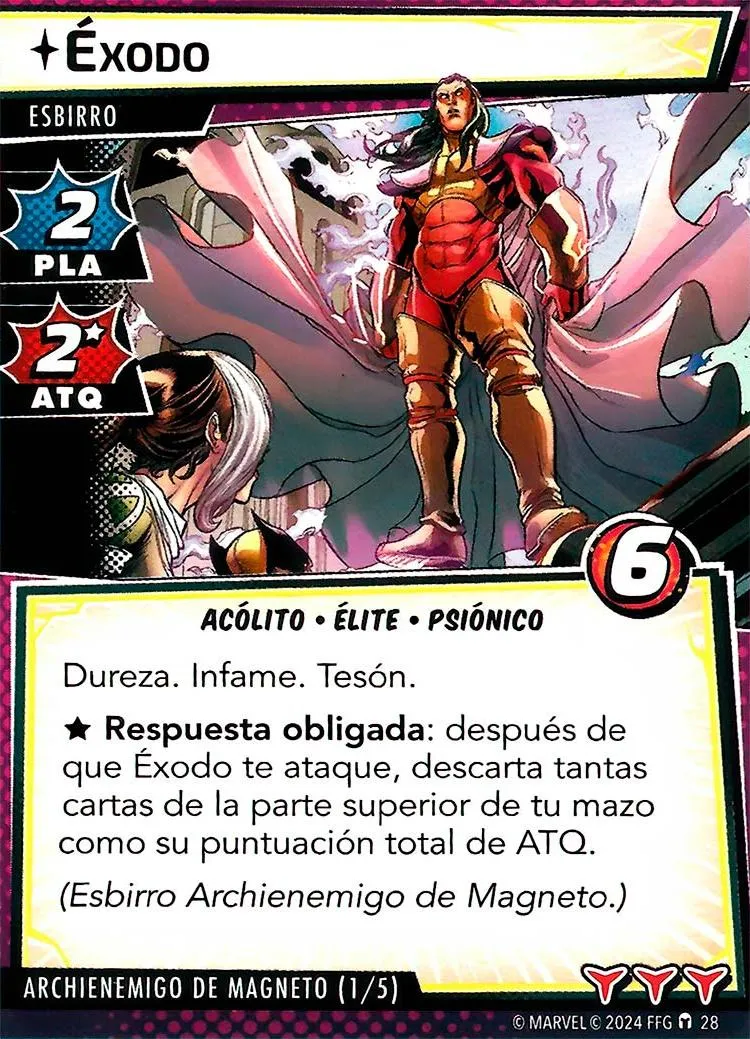 Éxodo
ESBIRRO
2
PLA
2★
ATQ
6
ACÓLITO • ÉLITE • PSIÓNICO
Dureza. Infame. Tesón.
★ Respuesta obligada: después de
que Éxodo te ataque, descarta tantas
cartas de la parte superior de tu mazo
como su puntuación total de ATQ.
(Esbirro Archienemigo de Magneto.)
ARCHIENEMIGO DE MAGNETO (1/5)
© MARVEL © 2024 FFG 28